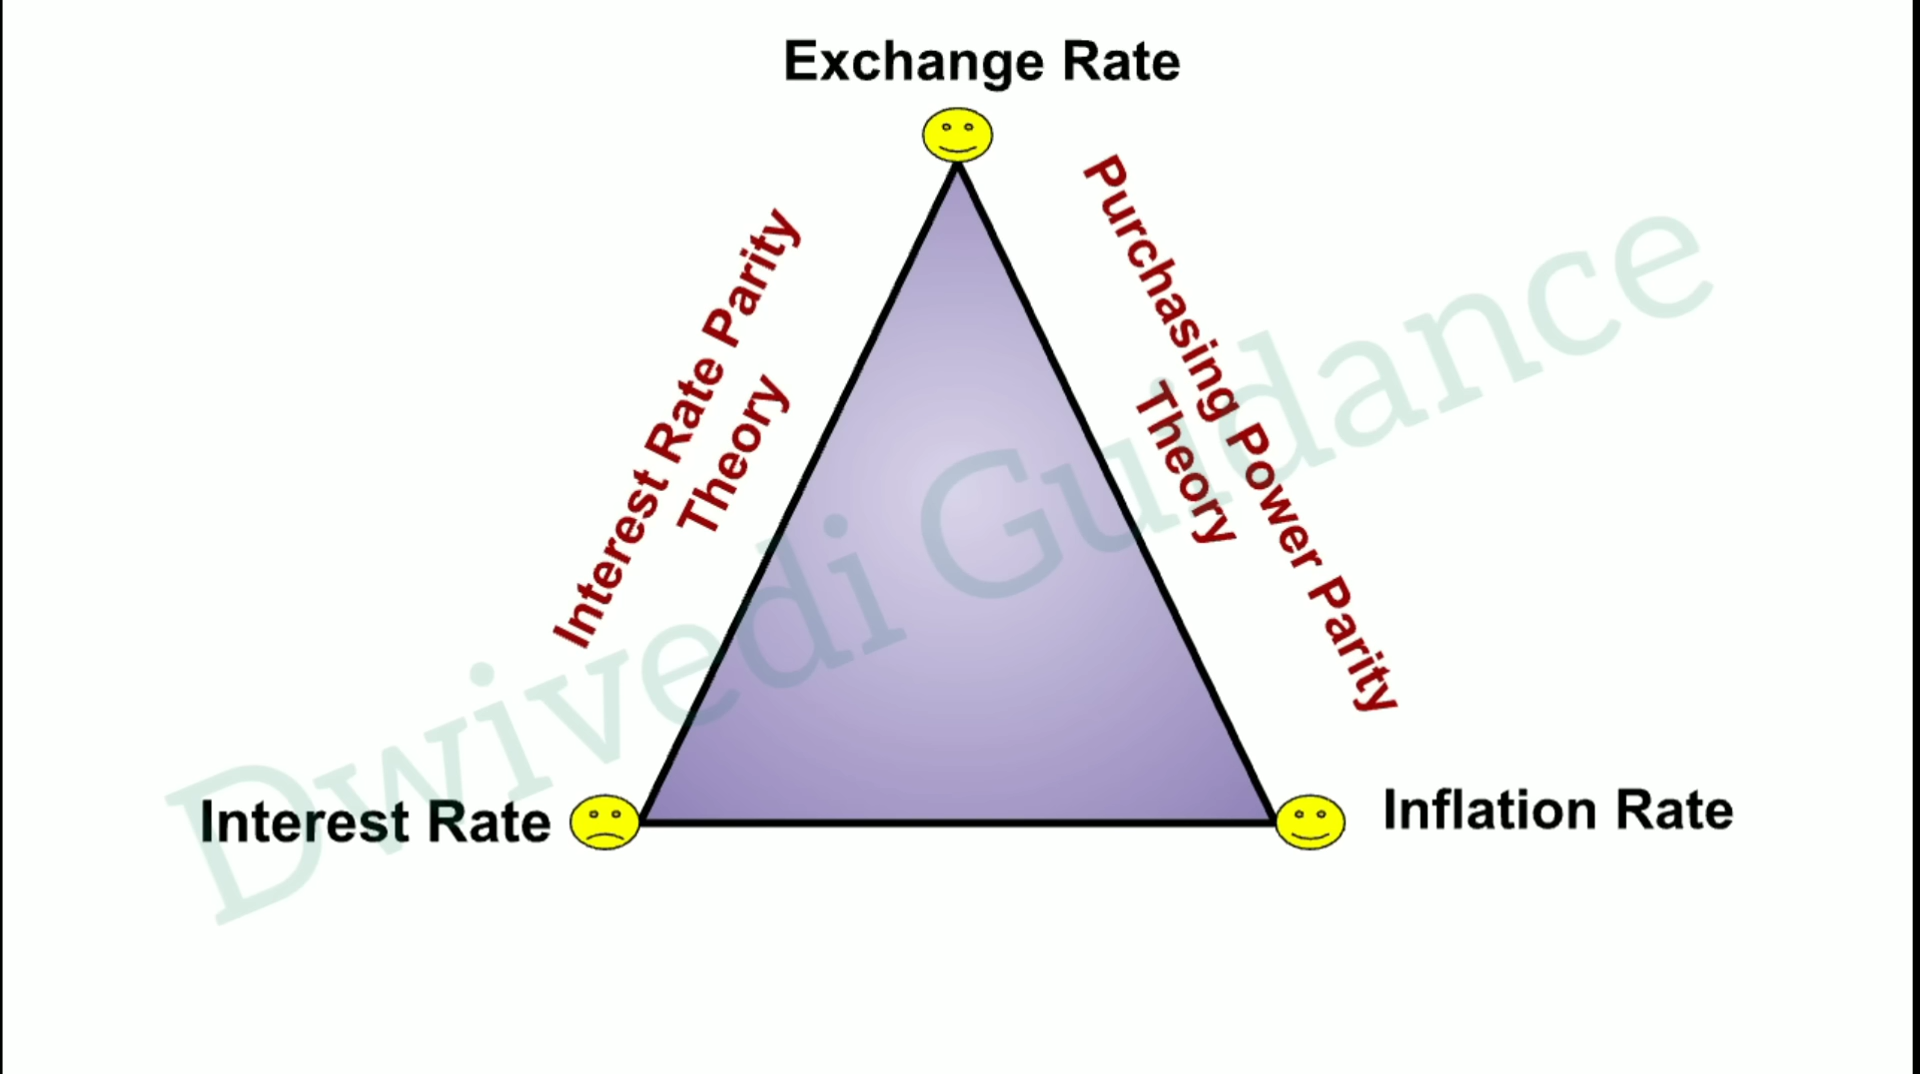 Exchange Rate
Interest Rate Parity
Theory
Purchasing Power Parity
Theory
Interest Rate
Inflation Rate
Dwivedi Guidance